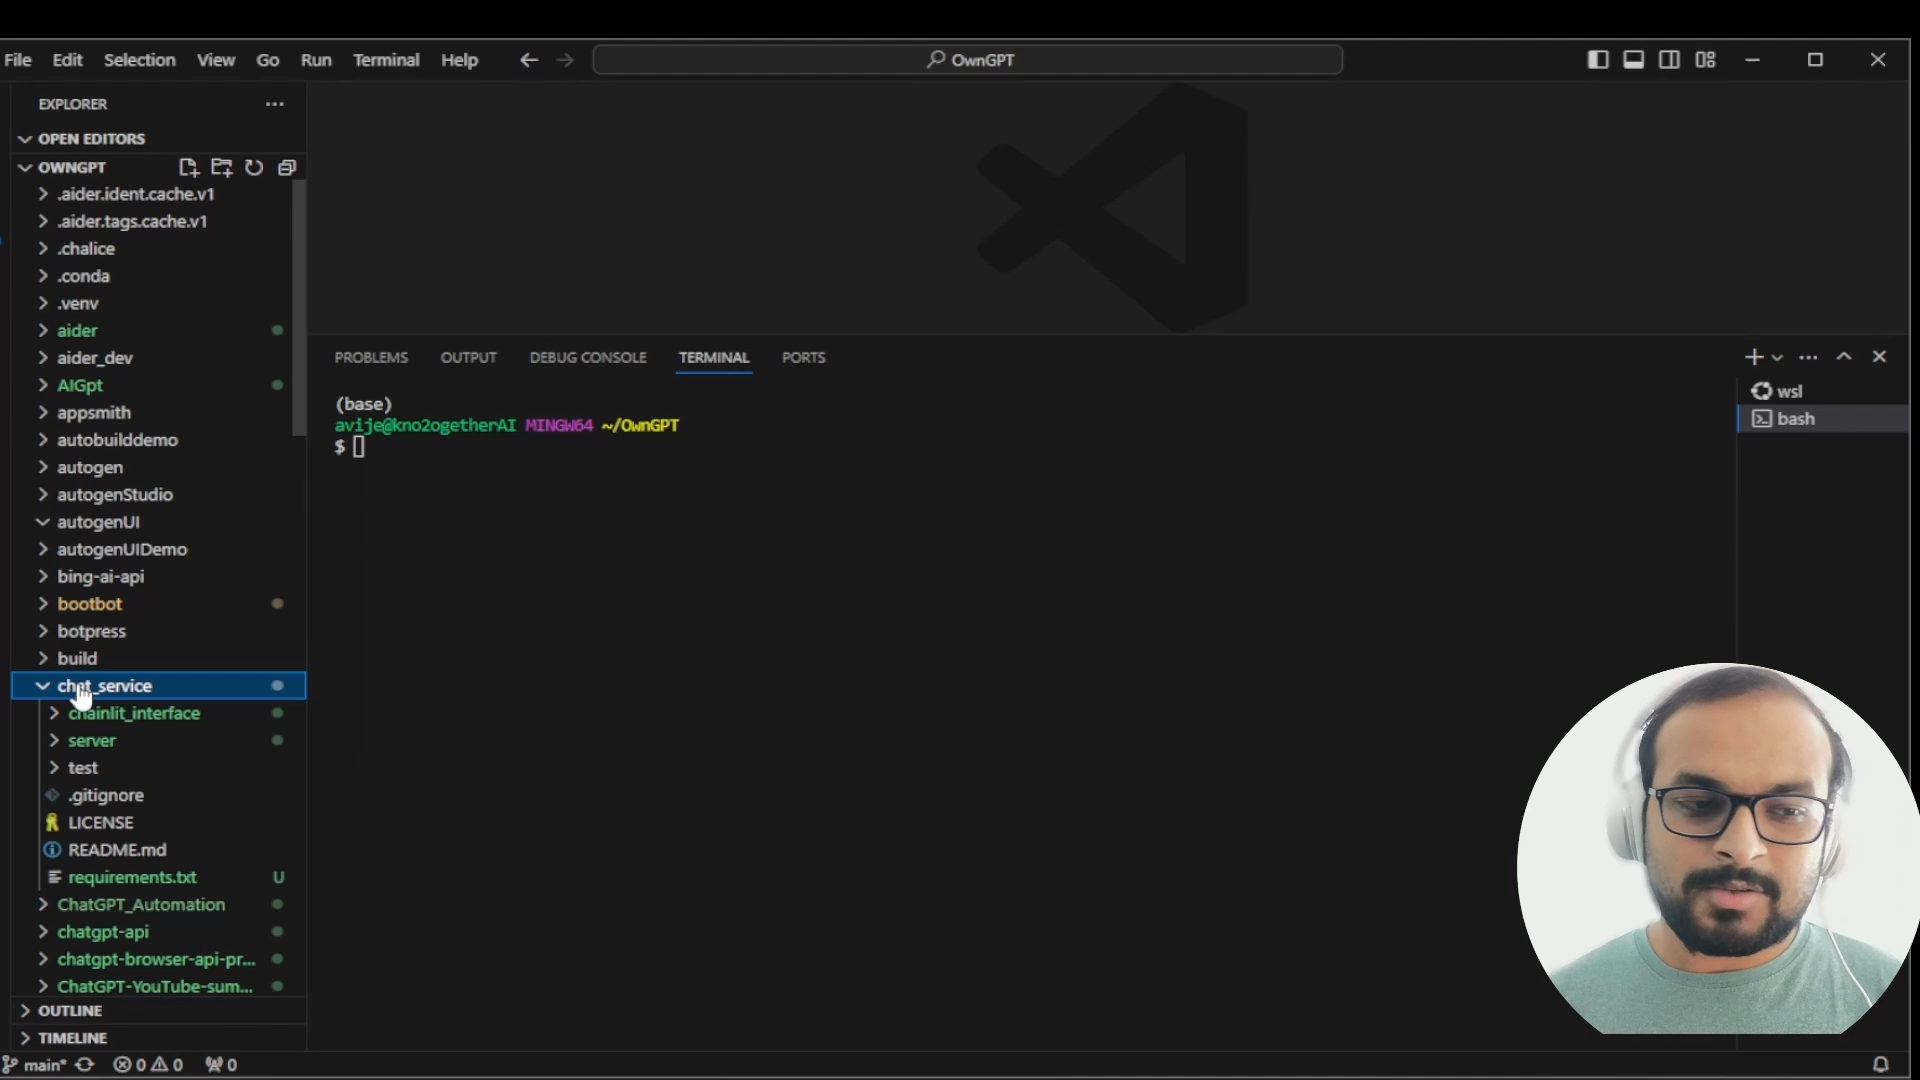 File Edit Selection View Go Run Terminal Help
OwnGPT
EXPLORER
OPEN EDITORS
OWNGPT
.aider.ident.cache.v1
.aider.tags.cache.v1
.chalice
.conda
.venv
aider
aider_dev
AIGpt
appsmith
autobuilddemo
autogen
autogenStudio
autogenUI
autogenUIDemo
bing-ai-api
bootbot
botpress
build
chat_service
chainlit_interface
server
test
.gitignore
LICENSE
README.md
requirements.txt U
ChatGPT_Automation
chatgpt-api
chatgpt-browser-api-pr...
ChatGPT-YouTube-sum...
OUTLINE
TIMELINE
PROBLEMS OUTPUT DEBUG CONSOLE TERMINAL PORTS
(base)
avije@kno2ogetherAI MINGW64 ~/OwnGPT
$
wsl
bash
main* 0 0 0